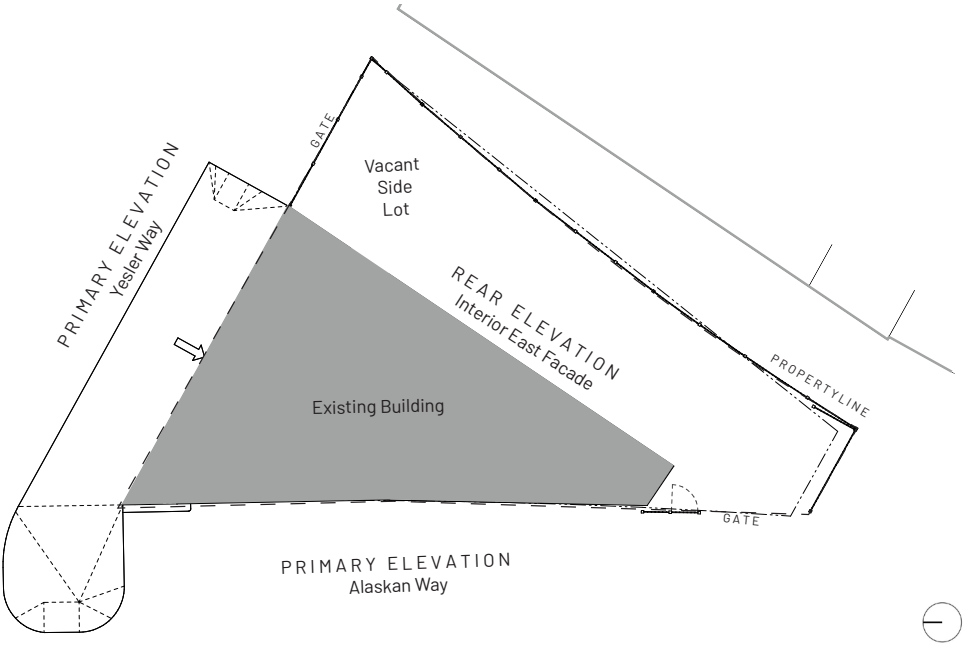 GATE
Vacant
Side
Lot
PRIMARY ELEVATION
Yesler Way
REAR ELEVATION
Interior East Facade
PROPERTYLINE
Existing Building
GATE
PRIMARY ELEVATION
Alaskan Way